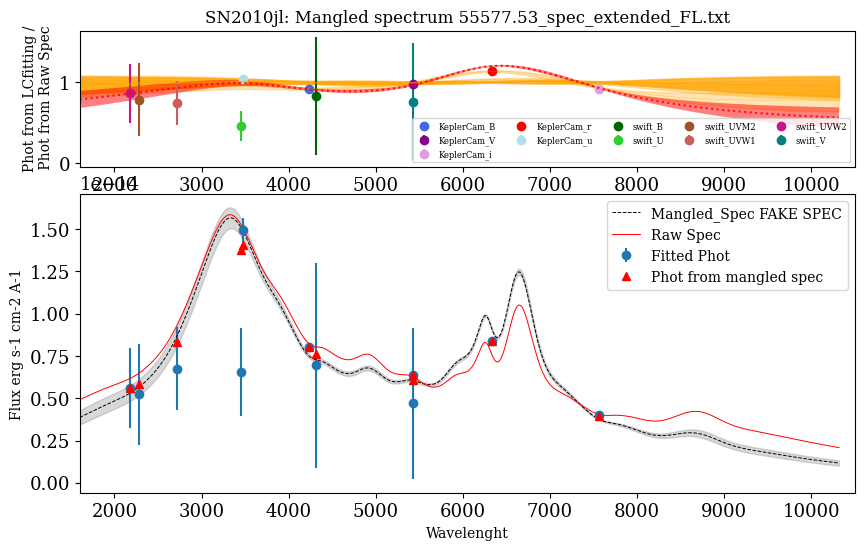 SN2010jl: Mangled spectrum 55577.53_spec_extended_FL.txt
Phot from LCfitting /
Phot from Raw Spec
1
0
KeplerCam_B
KeplerCam_V
KeplerCam_i
KeplerCam_r
KeplerCam_u
swift_B
swift_U
swift_UVM2
swift_UVW1
swift_UVW2
swift_V
2000 3000 4000 5000 6000 7000 8000 9000 10000
1e−14
Flux erg s-1 cm-2 A-1
1.50
1.25
1.00
0.75
0.50
0.25
0.00
Mangled_Spec FAKE SPEC
Raw Spec
Fitted Phot
Phot from mangled spec
2000 3000 4000 5000 6000 7000 8000 9000 10000
Wavelenght